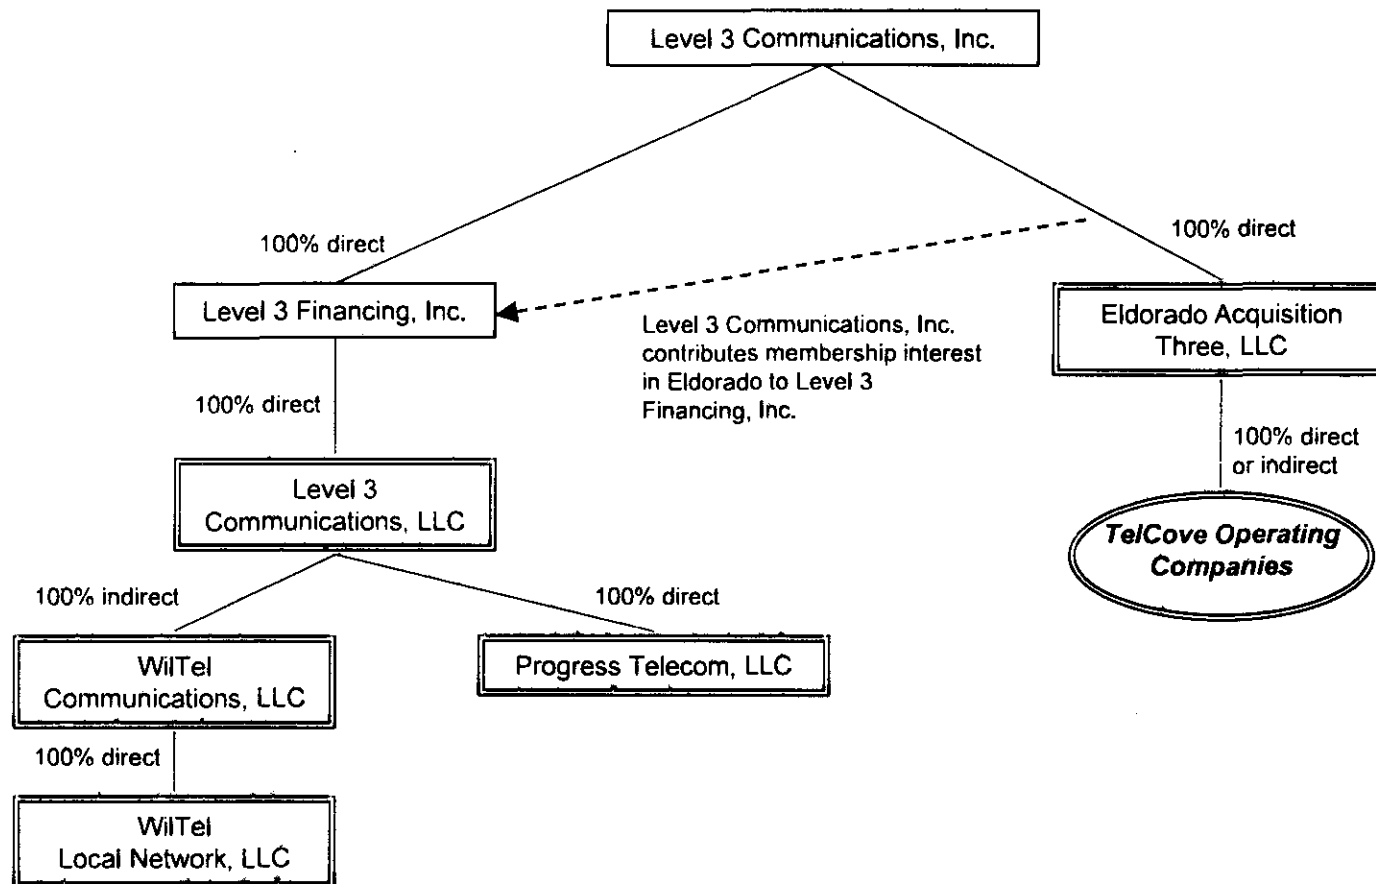 Level 3 Communications, Inc.
100% direct
100% direct
Level 3 Financing, Inc.
Level 3 Communications, Inc.
contributes membership interest
in Eldorado to Level 3
Financing, Inc.
Eldorado Acquisition
Three, LLC
100% direct
100% direct
or indirect
Level 3
Communications, LLC
TelCove Operating
Companies
100% indirect
100% direct
WilTel
Communications, LLC
Progress Telecom, LLC
100% direct
WilTel
Local Network, LLC